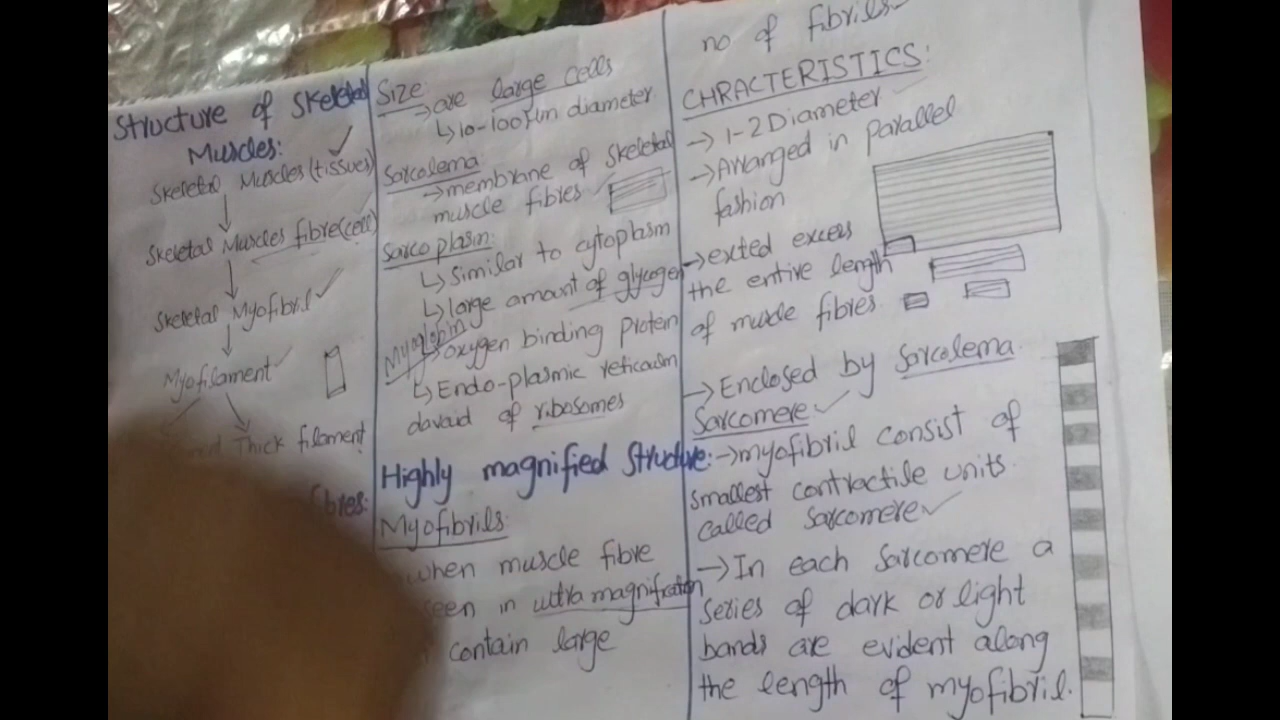 Structure of Skeletal
Muscles:
Skeletal Muscles (tissues)
Skeletal Muscles fibre(cell)
Skeletal Myofibril
Myofilament
Thick filament
fibres:
Size:
→are large cells
↳10-100µm diameter
Sarcolema:
→membrane of skeletal
muscle fibres
Sarcoplasm:
↳Similar to cytoplasm
↳large amount of glycogen
Myoglobin
↳oxygen binding protein
↳Endo-plasmic reticulm
davaid of ribosomes
Highly magnified Structure:
Myofibrils:
when muscle fibre
seen in ultra magnification
contain large
no of fibrils
CHRACTERISTICS:
→ 1-2 Diameter
→Arranged in parallel
fashion
→exted excess
the entire length
of muscle fibres
→Enclosed by Sarcolema.
Sarcomere
→myofibril consist of
smallest contractile units
called Sarcomere
→In each Sarcomere a
series of dark or light
bands are evident along
the length of myofibril.